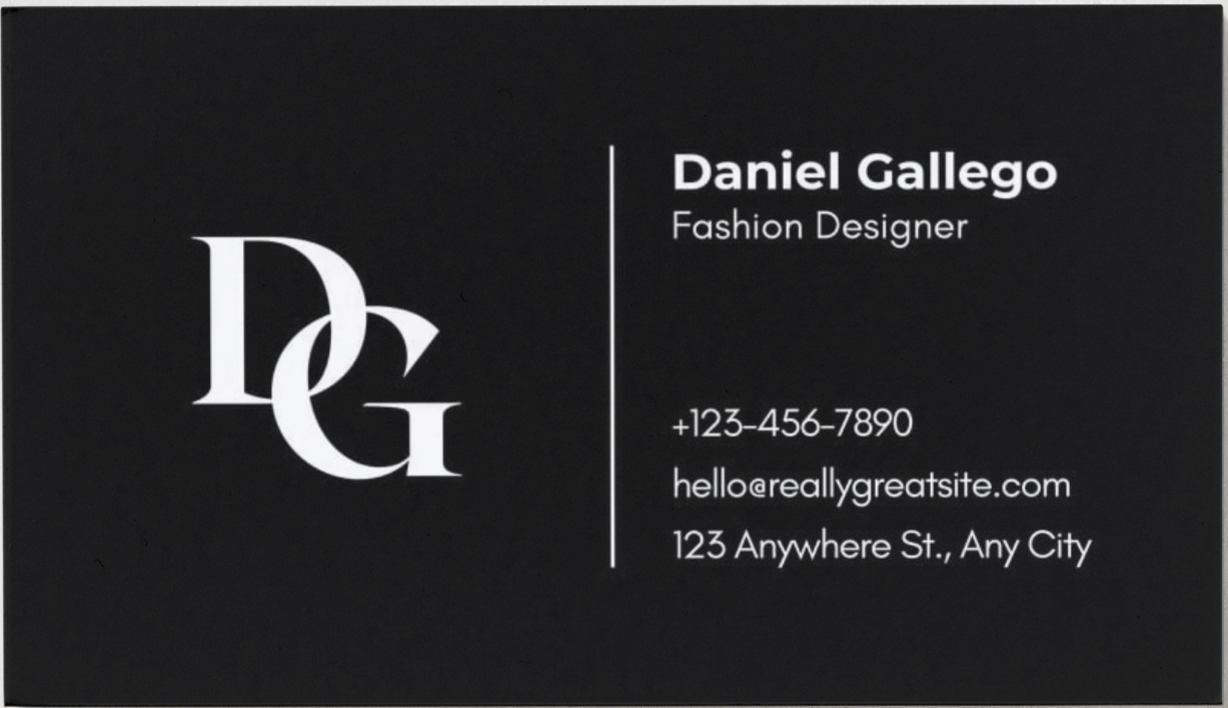 DG
Daniel Gallego
Fashion Designer
+123-456-7890
hello@reallygreatsite.com
123 Anywhere St., Any City